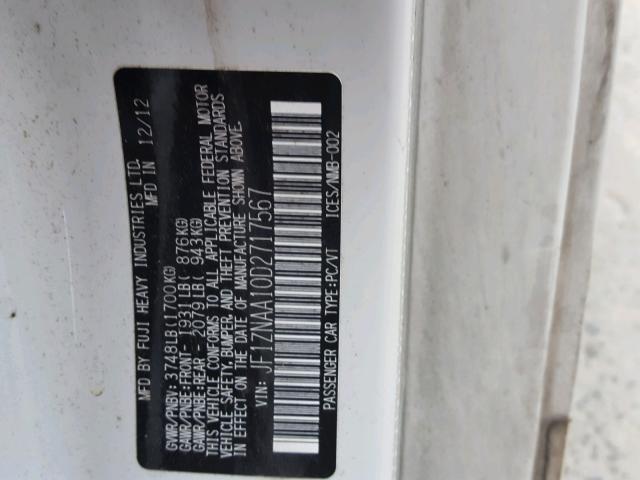 MFD BY FUJI HEAVY INDUSTRIES LTD.
MFD IN 12/12
GVWR/PNBV: 3748LB(1700KG)
GAWR/PNBE:FRONT- 1931LB( 876KG)
GAWR/PNBE:REAR - 2079LB( 943KG)
THIS VEHICLE CONFORMS TO ALL APPLICABLE FEDERAL MOTOR
VEHICLE SAFETY,BUMPER AND THEFT PREVENTION STANDARDS
IN EFFECT ON THE DATE OF MANUFACTURE SHOWN ABOVE.
VIN: JF1ZNAA10D2717567
PASSENGER CAR TYPE:PC/VT ICES/NMB-002